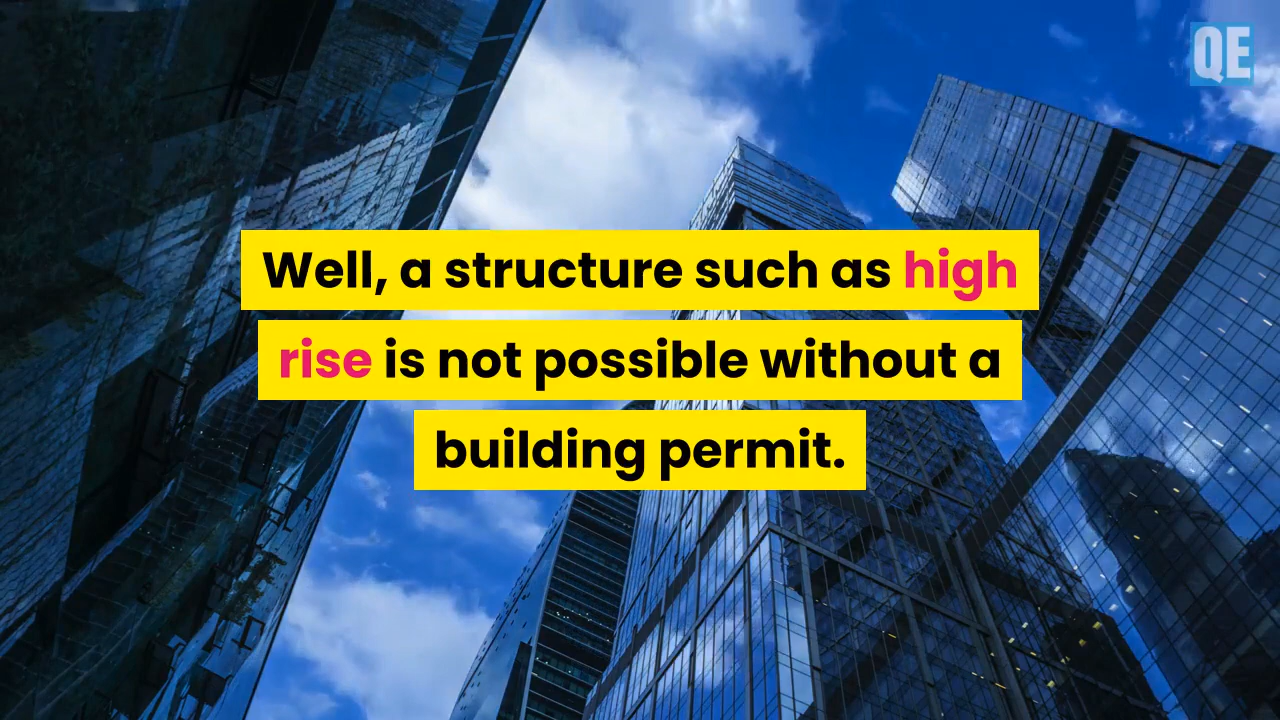 QE
Well, a structure such as high
rise is not possible without a
building permit.